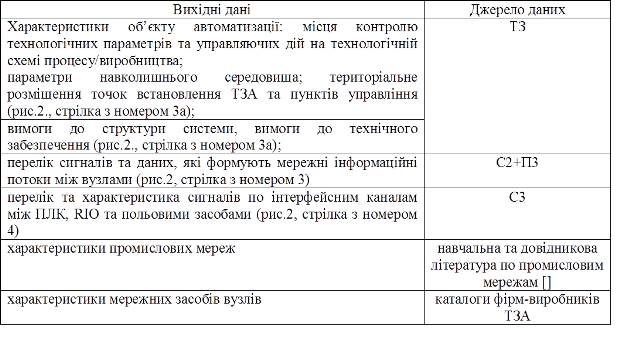 Вихідні дані
Джерело даних
Характеристики об’єкту автоматизації: місця контролю
технологічних параметрів та управляючих дій на технологічній
схемі процесу/виробництва;
параметри навколишнього середовища; територіальне
розміщення точок встановлення ТЗА та пунктів управління
(рис.2., стрілка з номером 3а);
ТЗ
вимоги до структури системи, вимоги до технічного
забезпечення (рис.2., стрілка з номером 3а);
перелік сигналів та даних, які формують мережні інформаційні
потоки між вузлами (рис.2, стрілка з номером 3)
С2+П3
перелік та характеристика сигналів по інтерфейсним каналам
між ПЛК, RIO та польовими засобами (рис.2, стрілка з номером
4)
С3
характеристики промислових мереж
навчальна та довідникова
література по промисловим
мережам []
характеристики мережних засобів вузлів
каталоги фірм-виробників
ТЗА